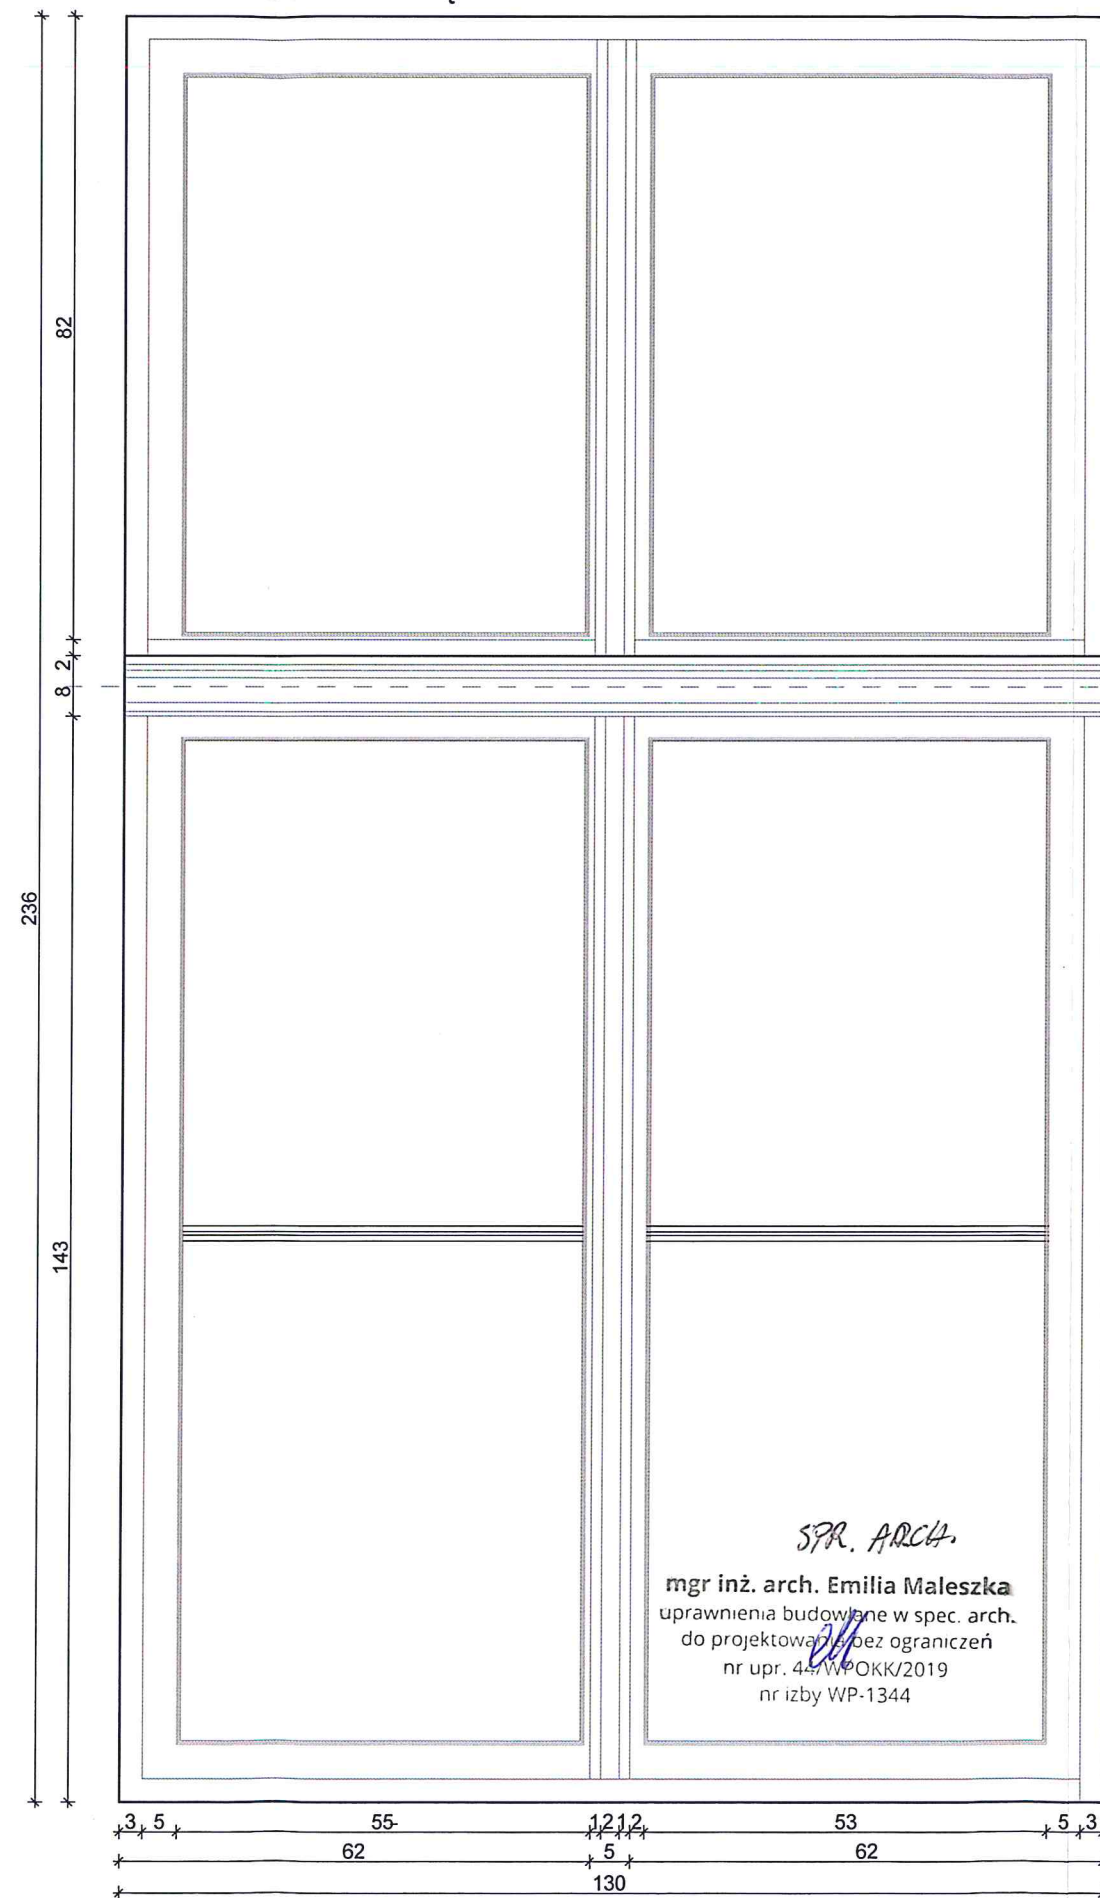 82
2
8
236
143
SPR. ARCH.
mgr inż. arch. Emilia Maleszka
uprawnienia budowlane w spec. arch.
do projektowania bez ograniczeń
nr upr. 44/WPOKK/2019
nr izby WP-1344
3 5 55 1 2 1 2 53 5 3
62 5 62
130